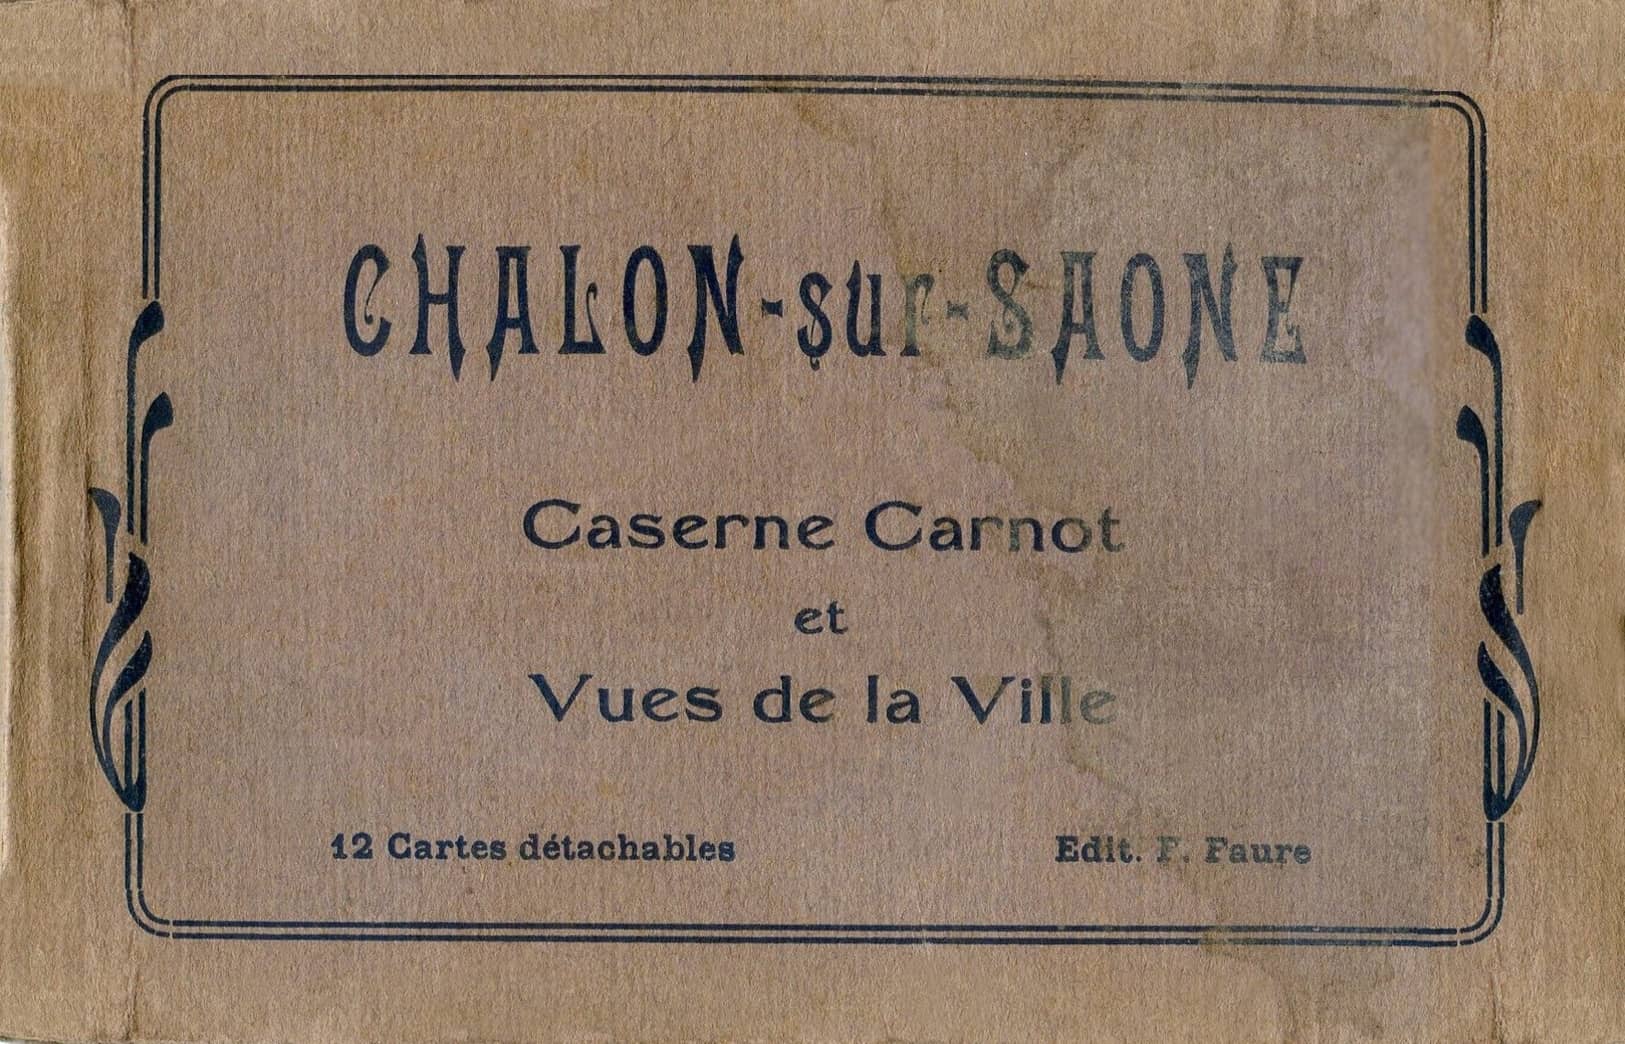 CHALON-sur-SAONE
Caserne Carnot
et
Vues de la Ville
12 Cartes détachables
Edit. F. Faure